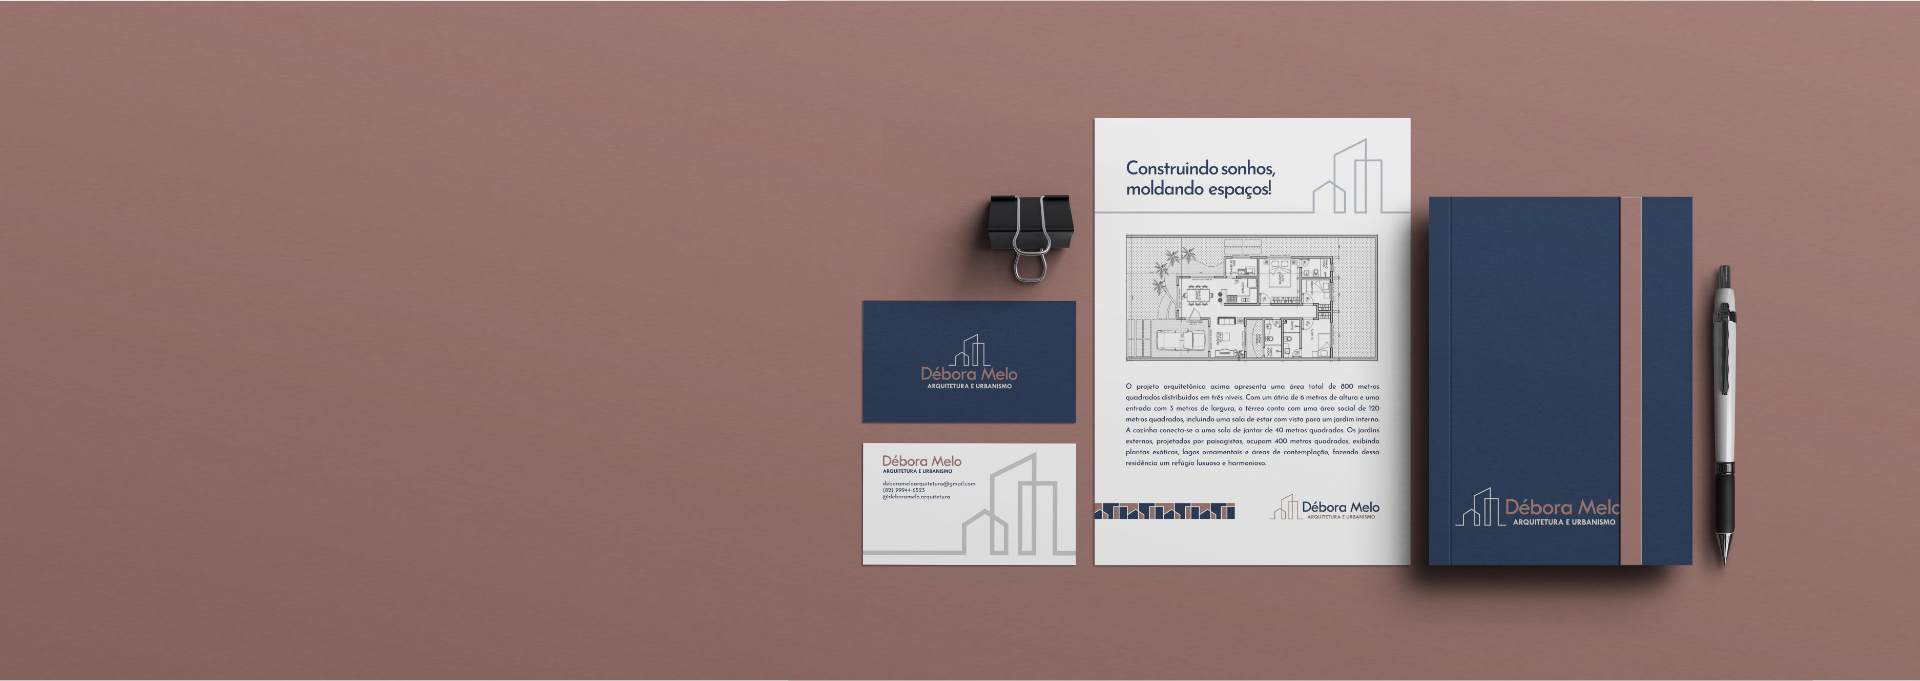 Construindo sonhos,
moldando espaços!
O projeto arquitetônico acima apresenta uma área total de 800 metros
quadrados distribuídos em três níveis. Com um átrio de 6 metros de altura e uma
entrada com 3 metros de largura, o térreo conta com uma área social de 120
metros quadrados, incluindo uma sala de estar com vista para um jardim interno.
A cozinha conecta-se a uma sala de jantar de 40 metros quadrados. Os jardins
externos, projetados por paisagistas, ocupam 400 metros quadrados, exibindo
plantas exóticas, lagos ornamentais e áreas de contemplação, fazendo dessa
residência um refúgio luxuoso e harmonioso.
Débora Melo
ARQUITETURA E URBANISMO
Débora Melo
ARQUITETURA E URBANISMO
Débora Melo
ARQUITETURA E URBANISMO
deborameloarquitetura@gmail.com
(82) 99944-6523
@deboramelo.arquitetura
Débora Melo
ARQUITETURA E URBANISMO